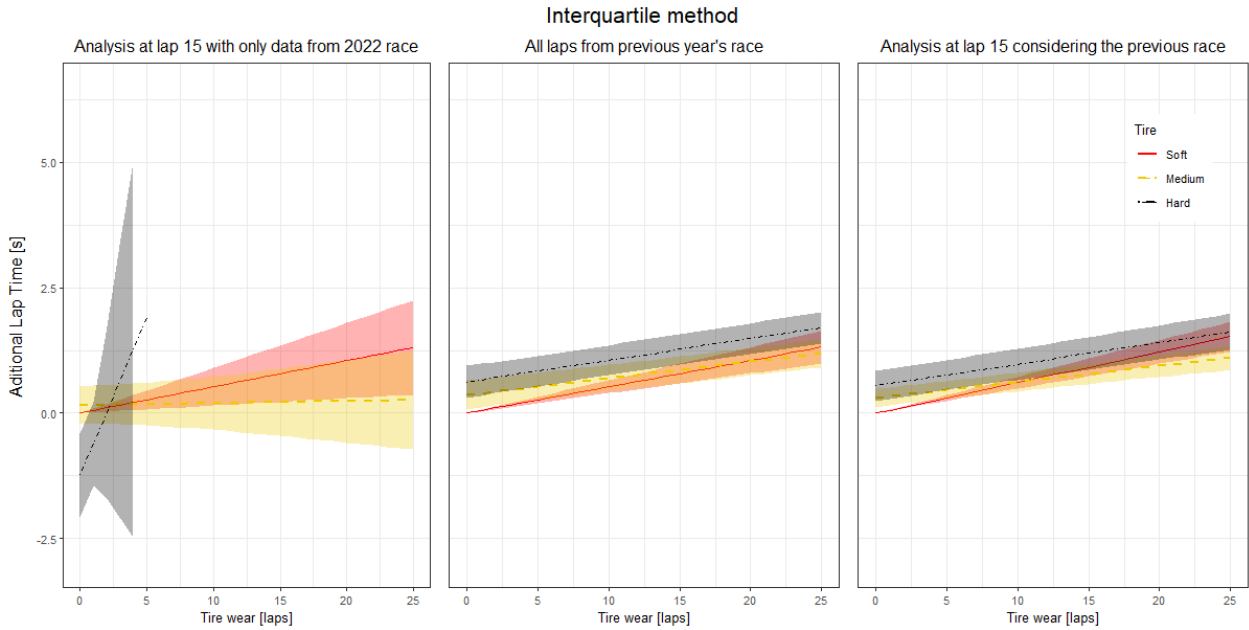 Interquartile method
Analysis at lap 15 with only data from 2022 race
All laps from previous year's race
Analysis at lap 15 considering the previous race
Aditional Lap Time [s]
5.0
2.5
0.0
-2.5
Tire
Soft
Medium
Hard
0 5 10 15 20 25
0 5 10 15 20 25
0 5 10 15 20 25
Tire wear [laps]
Tire wear [laps]
Tire wear [laps]